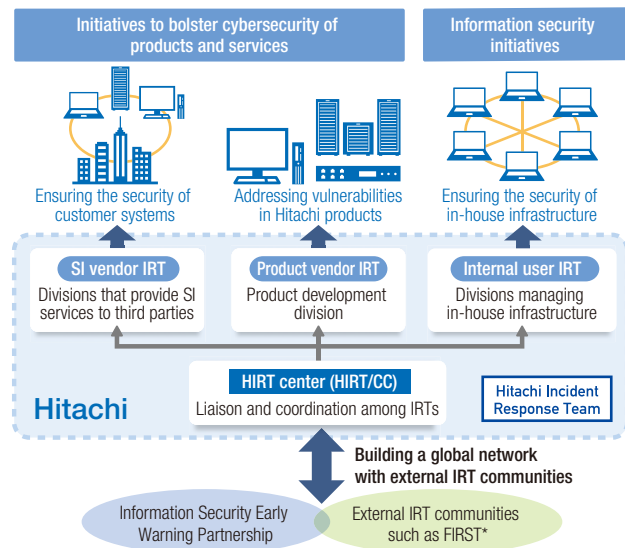 Initiatives to bolster cybersecurity of
products and services
Information security
initiatives
Ensuring the security of
customer systems
Addressing vulnerabilities
in Hitachi products
Ensuring the security of
in-house infrastructure
SI vendor IRT
Divisions that provide SI
services to third parties
Product vendor IRT
Product development
division
Internal user IRT
Divisions managing
in-house infrastructure
HIRT center (HIRT/CC)
Liaison and coordination among IRTs
Hitachi
Hitachi Incident
Response Team
Building a global network
with external IRT communities
Information Security Early
Warning Partnership
External IRT communities
such as FIRST*